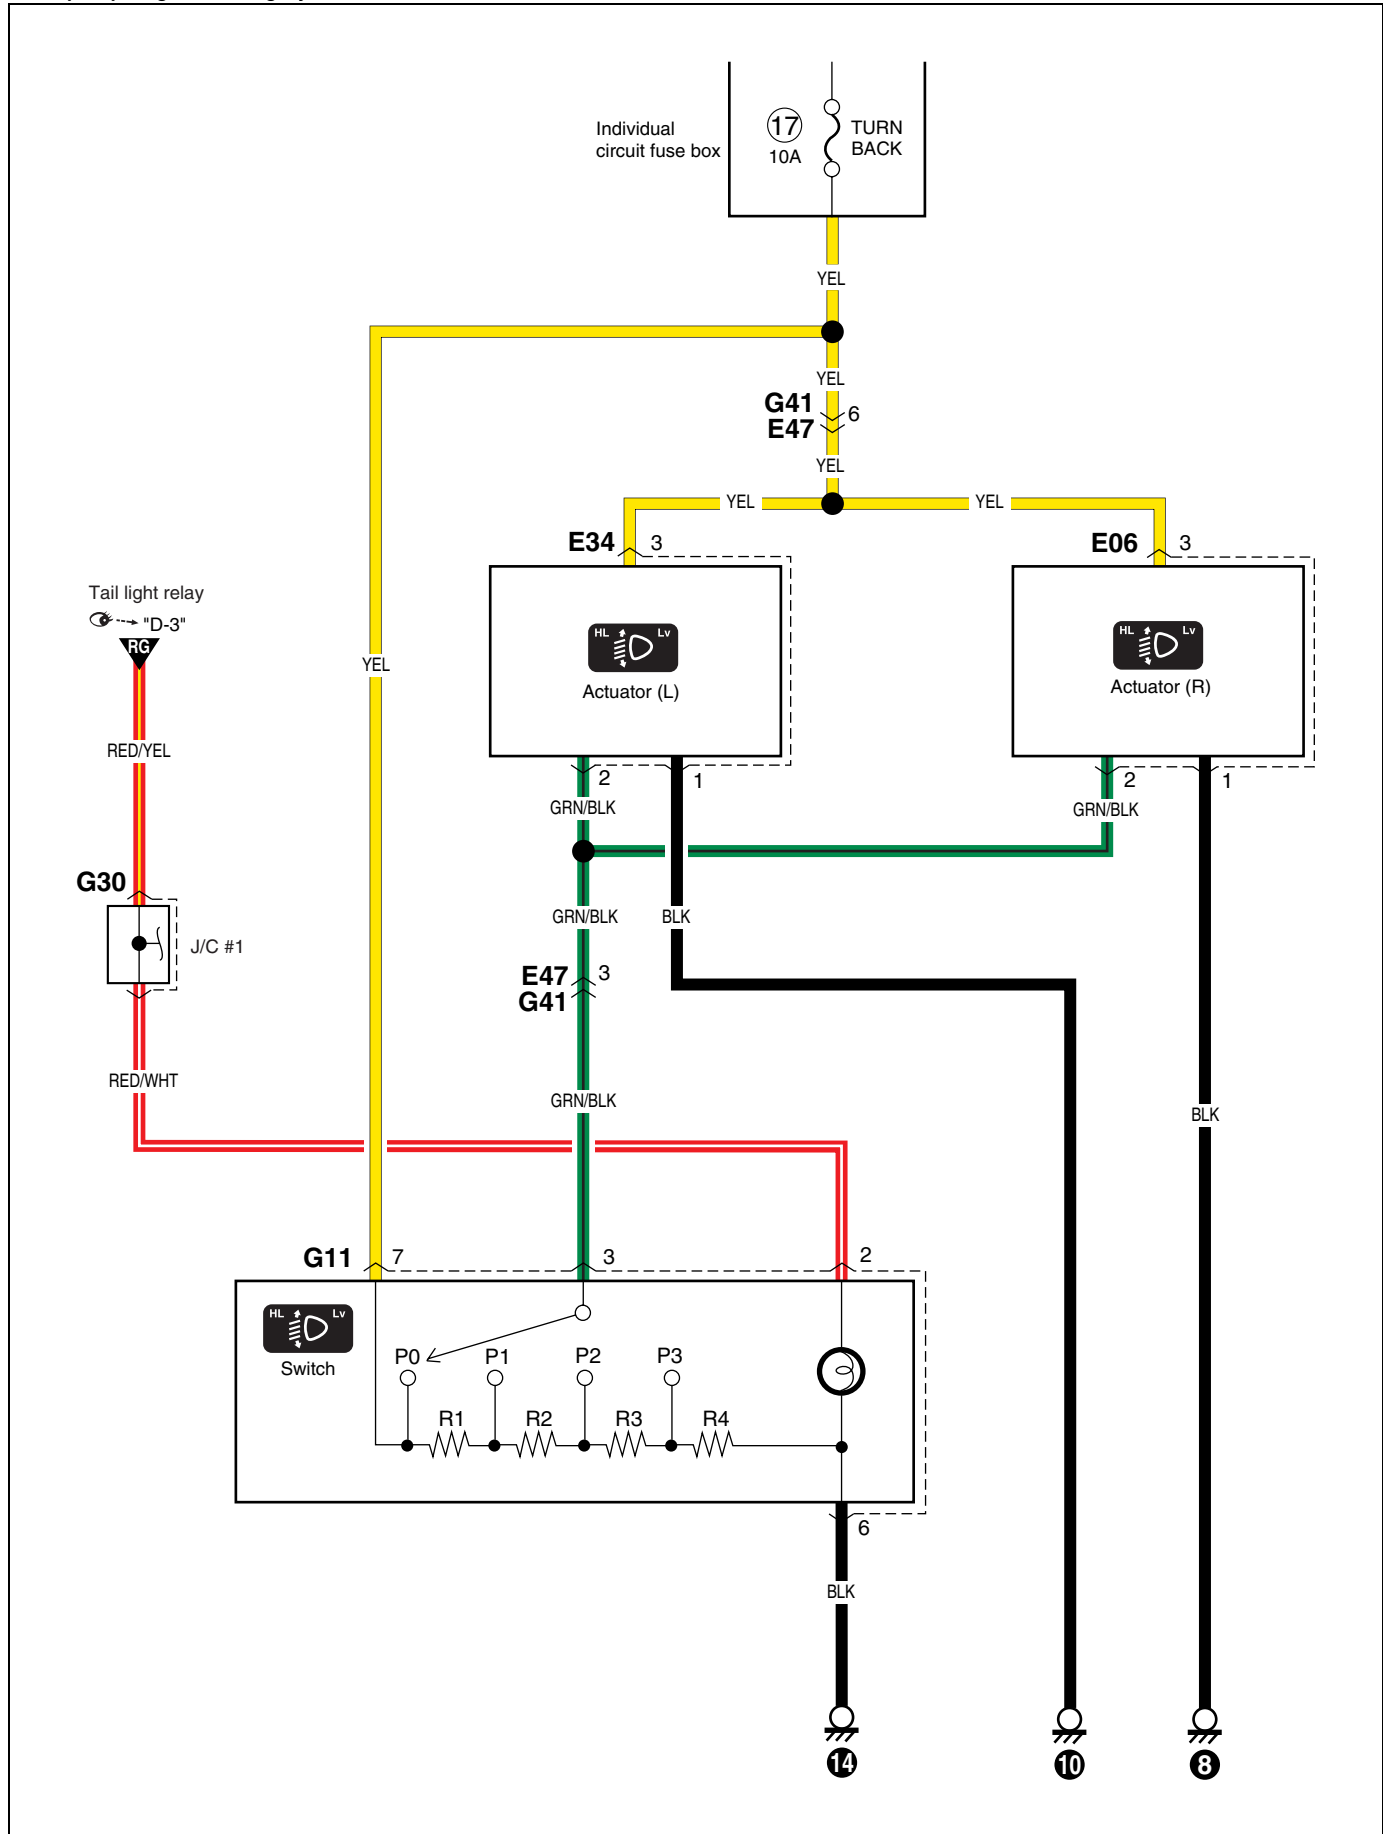 Individual
circuit fuse box
17
10A
TURN
BACK
YEL
YEL
G41
E47
6
YEL
YEL
YEL
E34
3
E06
3
Tail light relay
"D-3"
RG
HL
Lv
Actuator (L)
HL
Lv
Actuator (R)
YEL
RED/YEL
2
1
2
1
GRN/BLK
GRN/BLK
G30
J/C #1
GRN/BLK
BLK
E47
G41
3
RED/WHT
GRN/BLK
BLK
G11
7
3
2
HL
Lv
Switch
P0
P1
P2
P3
R1
R2
R3
R4
6
BLK
14
10
8